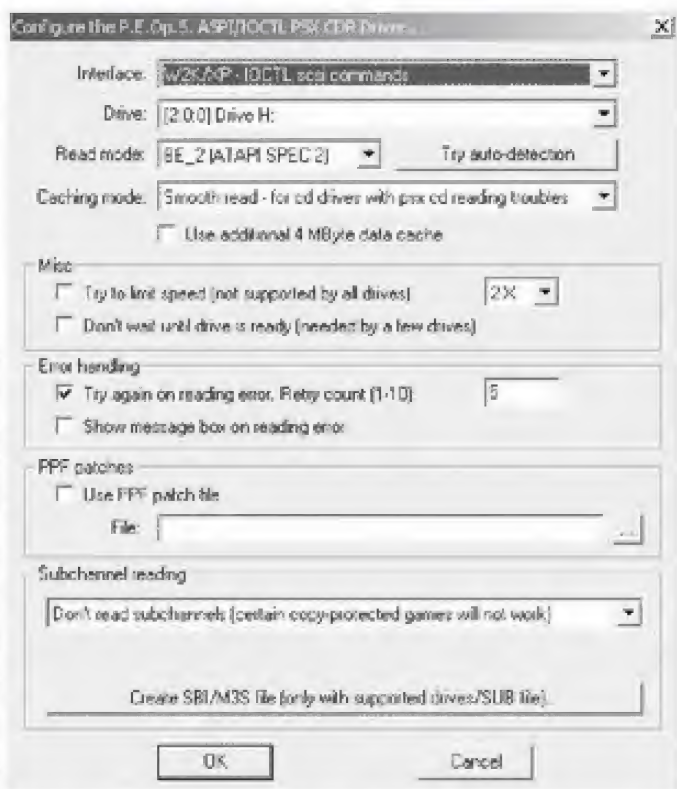 Configure the P.E.Op.S. ASPI/IOCTL PSX CDR Driver...
Interface: W2K/XP - IOCTL scsi commands
Drive: [2:0:0] Drive H:
Read mode: BE_2 (ATAPI SPEC 2) Try auto-detection
Caching mode: Smooth read - for cd drives with psx cd reading troubles
Use additional 4 MByte data cache
Misc
Try to limit speed (not supported by all drives) 2X
Don't wait until drive is ready (needed by a few drives)
Error handling
Try again on reading error. Retry count (1-10) 5
Show message box on reading error
PPF patches
Use PPF patch file
File: ...
Subchannel reading
Don't read subchannels (certain copy-protected games will not work)
Create SBI/M3S file (only with supported drives/SUB file)...
OK Cancel